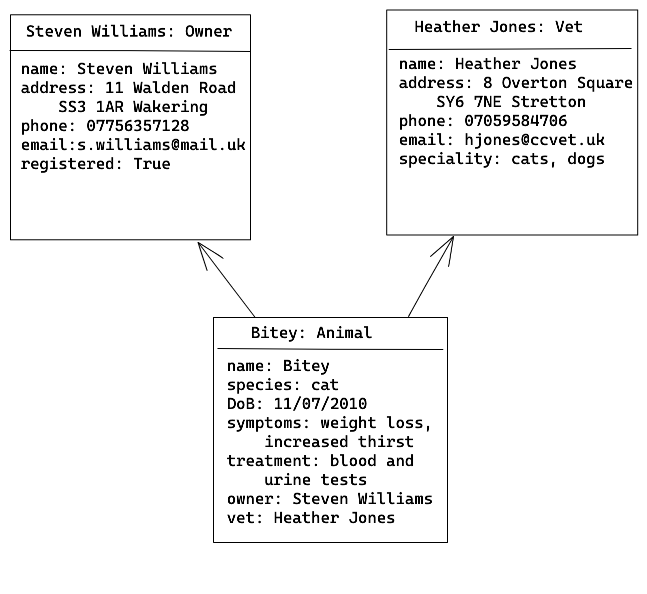 Steven Williams: Owner
name: Steven Williams
address: 11 Walden Road
SS3 1AR Wakering
phone: 07756357128
email:s.williams@mail.uk
registered: True
Heather Jones: Vet
name: Heather Jones
address: 8 Overton Square
SY6 7NE Stretton
phone: 07059584706
email: hjones@ccvet.uk
speciality: cats, dogs
Bitey: Animal
name: Bitey
species: cat
DoB: 11/07/2010
symptoms: weight loss,
increased thirst
treatment: blood and
urine tests
owner: Steven Williams
vet: Heather Jones